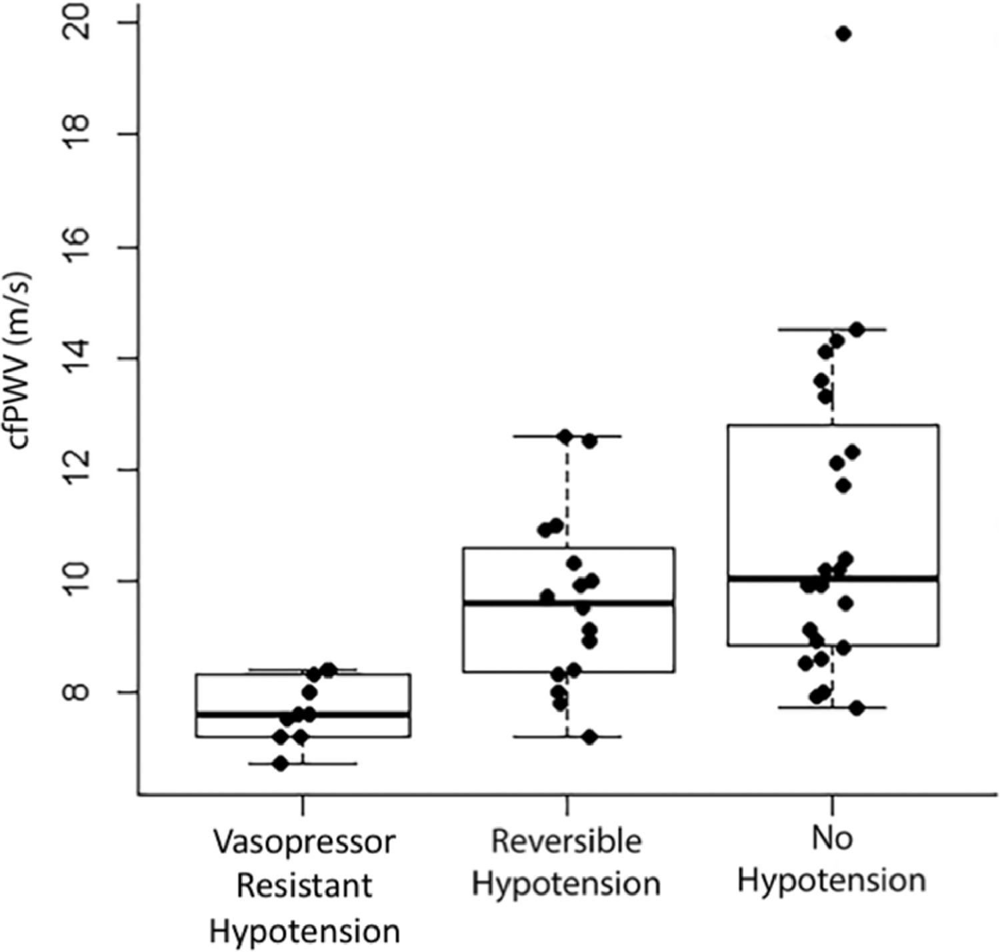 20
18
16
14
12
10
8
cfPWV (m/s)
Vasopressor
Resistant
Hypotension
Reversible
Hypotension
No
Hypotension